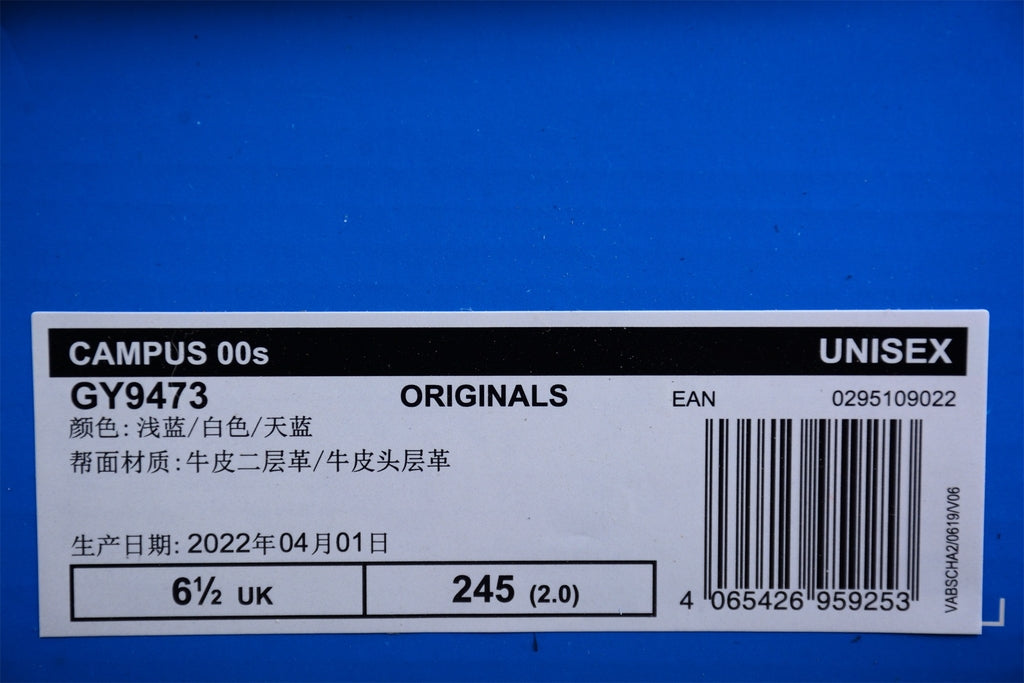 CAMPUS 00s UNISEX
GY9473 ORIGINALS EAN 0295109022
颜色: 浅蓝/白色/天蓝
帮面材质: 牛皮二层革/牛皮头层革
生产日期: 2022年04月01日
6½ UK 245 (2.0)
4 065426 959253
VABSCHA2/0619/V06